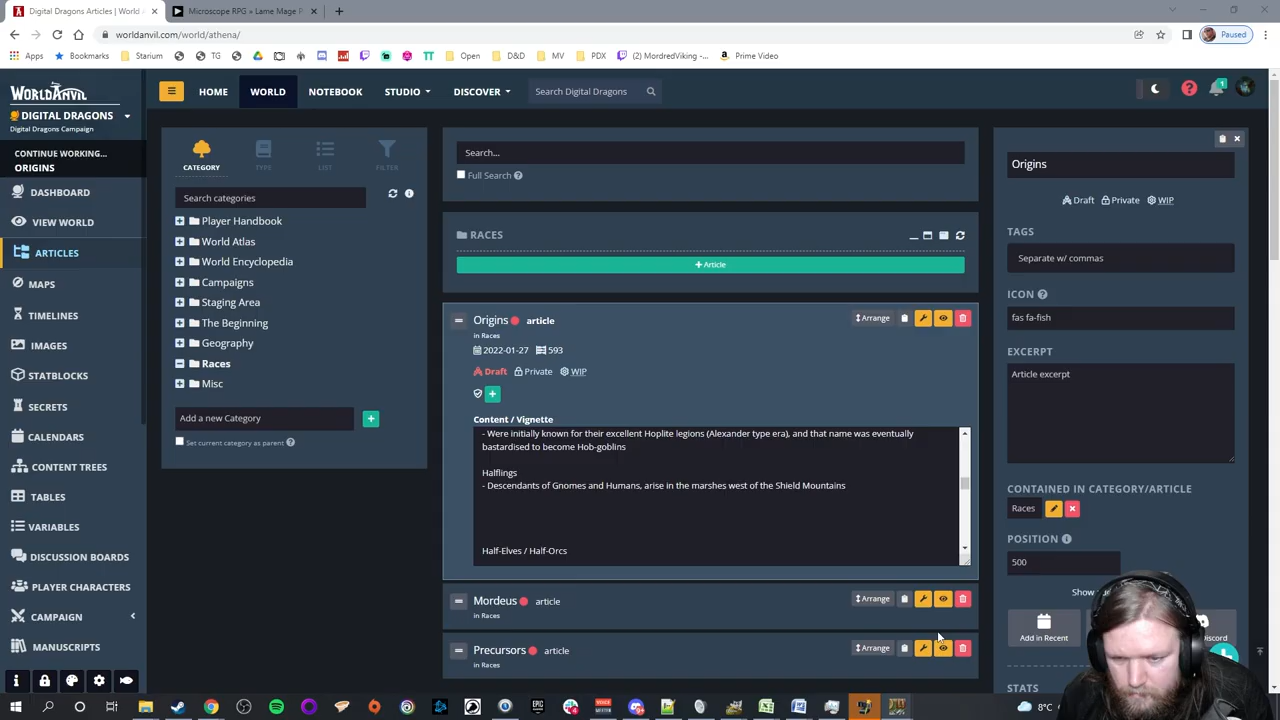 Digital Dragons Articles | World A
Microscope RPG » Lame Mage P
worldanvil.com/world/athena/
Paused
Apps
Bookmarks
Starium
TG
Open
D&D
MV
PDX
(2) MordredViking -...
Prime Video
WORLDANVIL
DIGITAL DRAGONS
Digital Dragons Campaign
HOME
WORLD
NOTEBOOK
STUDIO
DISCOVER
Search Digital Dragons
1
CONTINUE WORKING...
ORIGINS
DASHBOARD
VIEW WORLD
ARTICLES
MAPS
TIMELINES
IMAGES
STATBLOCKS
SECRETS
CALENDARS
CONTENT TREES
TABLES
VARIABLES
DISCUSSION BOARDS
PLAYER CHARACTERS
CAMPAIGN
MANUSCRIPTS
CATEGORY
TYPE
LIST
FILTER
Search categories
Player Handbook
World Atlas
World Encyclopedia
Campaigns
Staging Area
The Beginning
Geography
Races
Misc
Add a new Category
Set current category as parent
Search...
Full Search
RACES
+ Article
Origins article
in Races
2022-01-27 593
Draft Private WIP
Arrange
Content / Vignette
- Were initially known for their excellent Hoplite legions (Alexander type era), and that name was eventually
bastardised to become Hob-goblins
Halflings
- Descendants of Gnomes and Humans, arise in the marshes west of the Shield Mountains
Half-Elves / Half-Orcs
Mordeus article
in Races
Arrange
Precursors article
in Races
Arrange
Origins
Draft Private WIP
TAGS
Separate w/ commas
ICON
fas fa-fish
EXCERPT
Article excerpt
CONTAINED IN CATEGORY/ARTICLE
Races
POSITION
500
Add in Recent
STATS
8°C